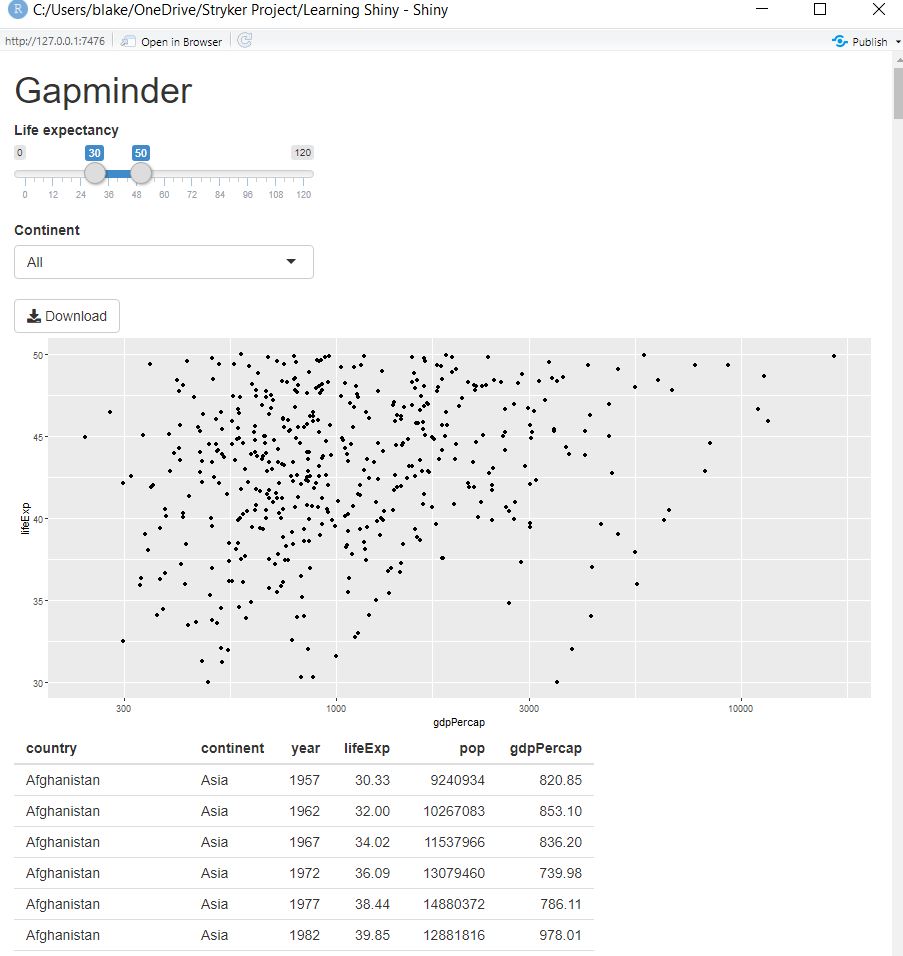 R C:/Users/blake/OneDrive/Stryker Project/Learning Shiny - Shiny
http://127.0.0.1:7476 Open in Browser Publish
Gapminder
Life expectancy
0 30 50 120
0 12 24 36 48 60 72 84 96 108 120
Continent
All
Download
50
45
40
35
30
lifeExp
300 1000 3000 10000
gdpPercap
country continent year lifeExp pop gdpPercap
Afghanistan Asia 1957 30.33 9240934 820.85
Afghanistan Asia 1962 32.00 10267083 853.10
Afghanistan Asia 1967 34.02 11537966 836.20
Afghanistan Asia 1972 36.09 13079460 739.98
Afghanistan Asia 1977 38.44 14880372 786.11
Afghanistan Asia 1982 39.85 12881816 978.01